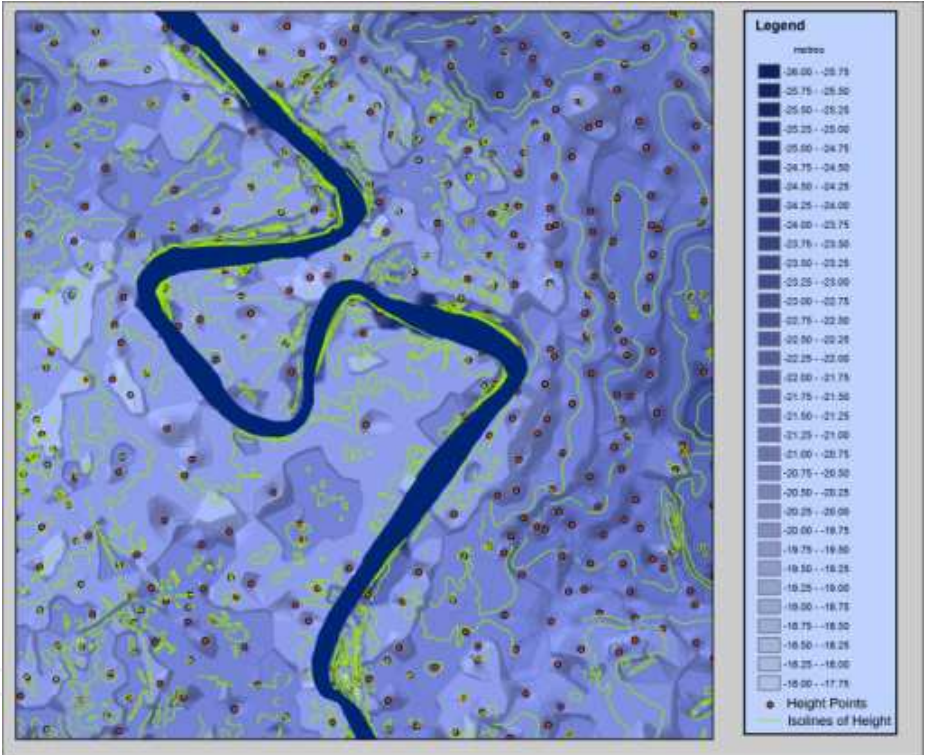 Legend
metres
-26.00 - -25.75
-25.75 - -25.50
-25.50 - -25.25
-25.25 - -25.00
-25.00 - -24.75
-24.75 - -24.50
-24.50 - -24.25
-24.25 - -24.00
-24.00 - -23.75
-23.75 - -23.50
-23.50 - -23.25
-23.25 - -23.00
-23.00 - -22.75
-22.75 - -22.50
-22.50 - -22.25
-22.25 - -22.00
-22.00 - -21.75
-21.75 - -21.50
-21.50 - -21.25
-21.25 - -21.00
-21.00 - -20.75
-20.75 - -20.50
-20.50 - -20.25
-20.25 - -20.00
-20.00 - -19.75
-19.75 - -19.50
-19.50 - -19.25
-19.25 - -19.00
-19.00 - -18.75
-18.75 - -18.50
-18.50 - -18.25
-18.25 - -18.00
-18.00 - -17.75
Height Points
Isolines of Height